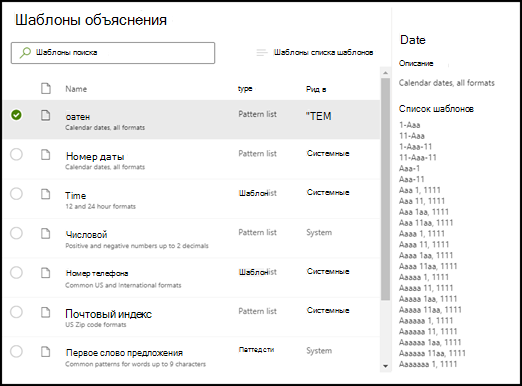 Шаблоны объяснения
Шаблоны поиска
Шаблоны списка шаблонов
Name type Рид в
оатен Pattern list "ТЕМ
Calendar dates, all formats
Номер даты Pattern list Системные
Calendar dates, all formats
Time Шаблонlist Системные
12 and 24 hour formats
Числовой Pattern list System
Positive and negative numbers up to 2 decimals
Номер телефона Шаблонlist Системные
Common US and International formats
Почтовый индекс Pattern list Системные
US Zip code formats
Первое слово предложения Петтедсти System
Common patterns for words up to 9 characters
Date
Описание
Calendar dates, all formats
Список шаблонов
1-Aaa
11-Aaa
1-Aaa-11
11-Aaa-11
Aaa-1
Aaa-11
Aaa 1, 1111
Aaa 11, 1111
Aaa 1aa, 1111
Aaa 11aa, 1111
Aaaa 1, 1111
Aaaa 11, 1111
Aaaa 1aa, 1111
Aaaa 11aa, 1111
Aaaaa 1, 1111
Aaaaa 11, 1111
Aaaaa 1aa, 1111
Aaaaa 11aa, 1111
Aaaaaa 1, 1111
Aaaaaa 11, 1111
Aaaaaa 1aa, 1111
Aaaaaa 11aa, 1111
Aaaaaaa 1, 1111